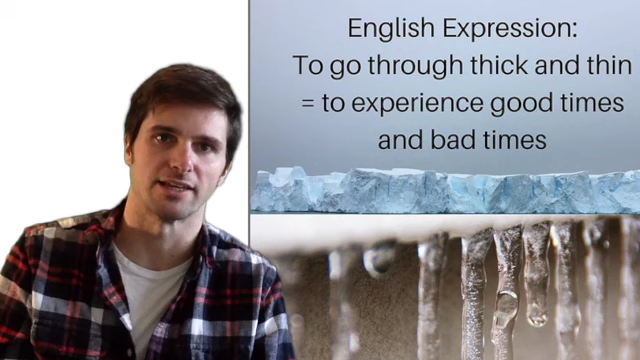 English Expression:
To go through thick and thin
= to experience good times
and bad times